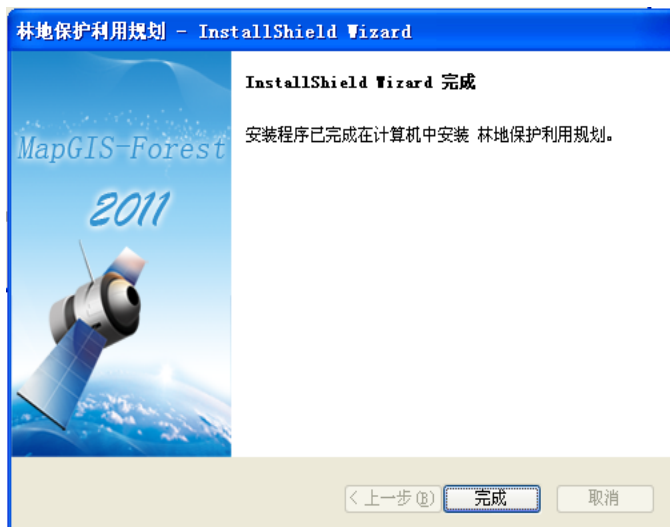 林地保护利用规划 - InstallShield Wizard
InstallShield Wizard 完成
安装程序已完成在计算机中安装 林地保护利用规划。
MapGIS-Forest
2011
< 上一步(B)
完成
取消